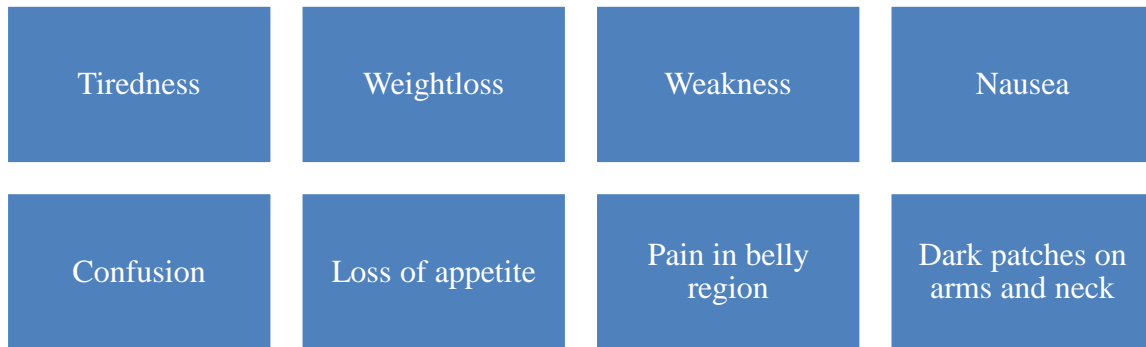 Tiredness
Weightloss
Weakness
Nausea
Confusion
Loss of appetite
Pain in belly
region
Dark patches on
arms and neck